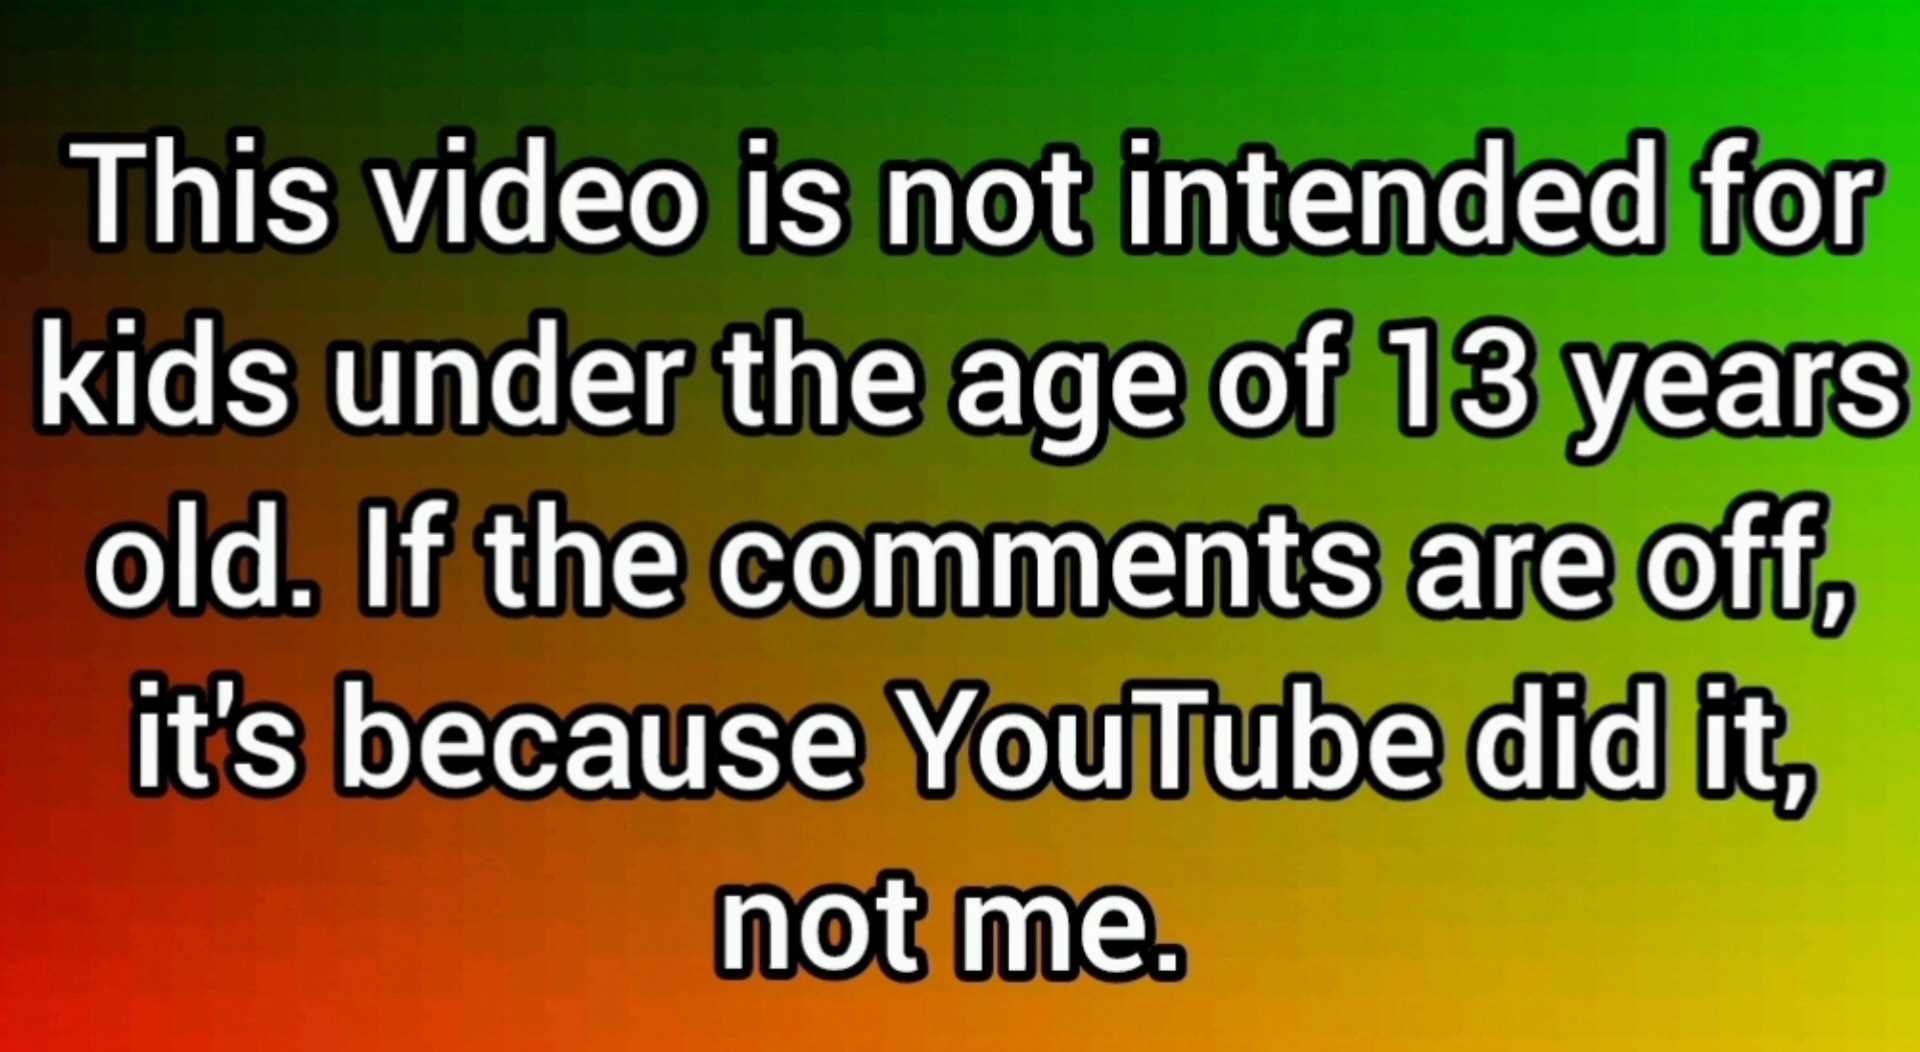 This video is not intended for
kids under the age of 13 years
old. If the comments are off,
it's because YouTube did it,
not me.